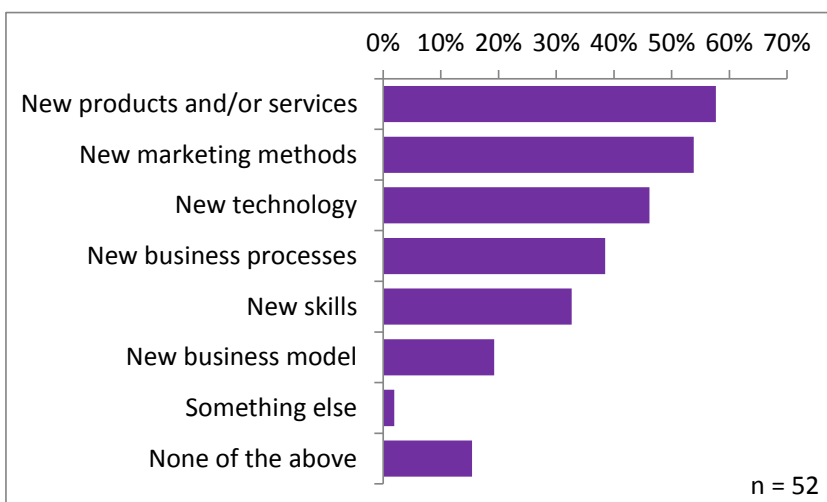 0% 10% 20% 30% 40% 50% 60% 70%
New products and/or services
New marketing methods
New technology
New business processes
New skills
New business model
Something else
None of the above
n = 52